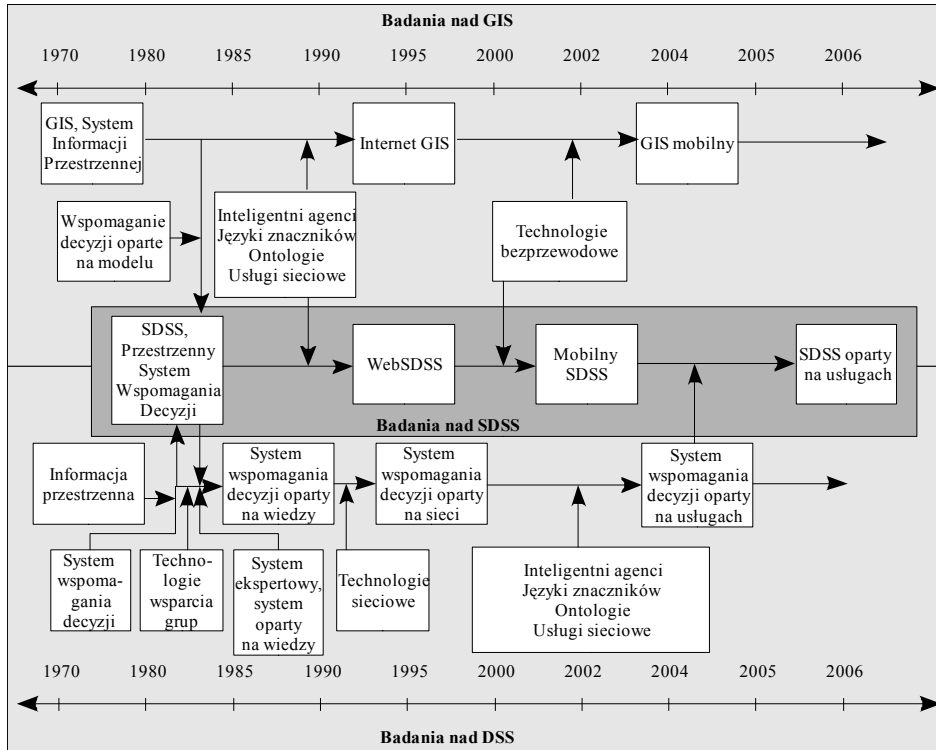 Badania nad GIS
1970 1980 1985 1990 1995 2000 2002 2004 2005 2006
GIS, System
Informacji
Przestrzennej
Internet GIS
GIS mobilny
Wspomaganie
decyzji oparte
na modelu
Inteligentni agenci
Języki znaczników
Ontologie
Usługi sieciowe
Technologie
bezprzewodowe
SDSS,
Przestrzenny
System
Wspomagania
Decyzji
WebSDSS
Mobilny
SDSS
SDSS oparty
na usługach
Badania nad SDSS
Informacja
przestrzenna
System
wspomagania
decyzji oparty
na wiedzy
System
wspomagania
decyzji oparty
na sieci
System
wspomagania
decyzji oparty
na usługach
System
wspoma-
gania
decyzji
Techno-
logie
wsparcia
grup
System
ekspertowy,
system
oparty
na wiedzy
Technologie
sieciowe
Inteligentni agenci
Języki znaczników
Ontologie
Usługi sieciowe
1970 1980 1985 1990 1995 2000 2002 2004 2005 2006
Badania nad DSS